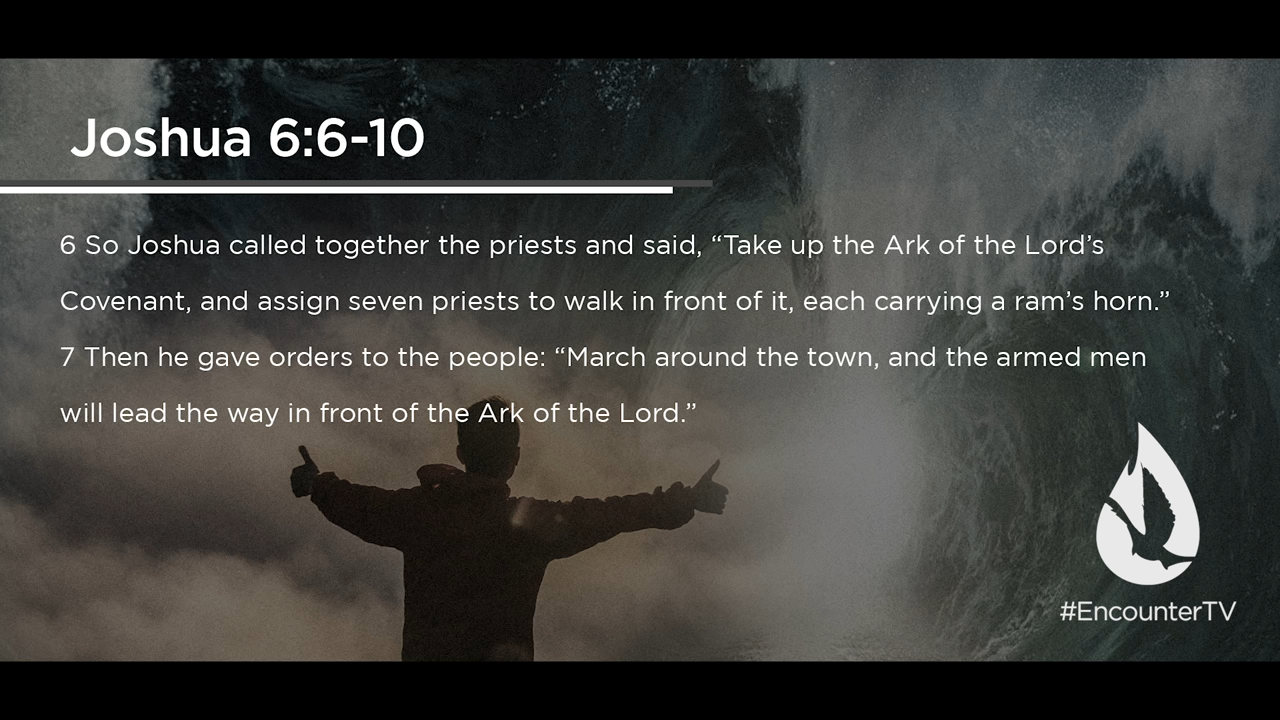 Joshua 6:6-10
6 So Joshua called together the priests and said, “Take up the Ark of the Lord’s
Covenant, and assign seven priests to walk in front of it, each carrying a ram’s horn.”
7 Then he gave orders to the people: “March around the town, and the armed men
will lead the way in front of the Ark of the Lord.”
#EncounterTV